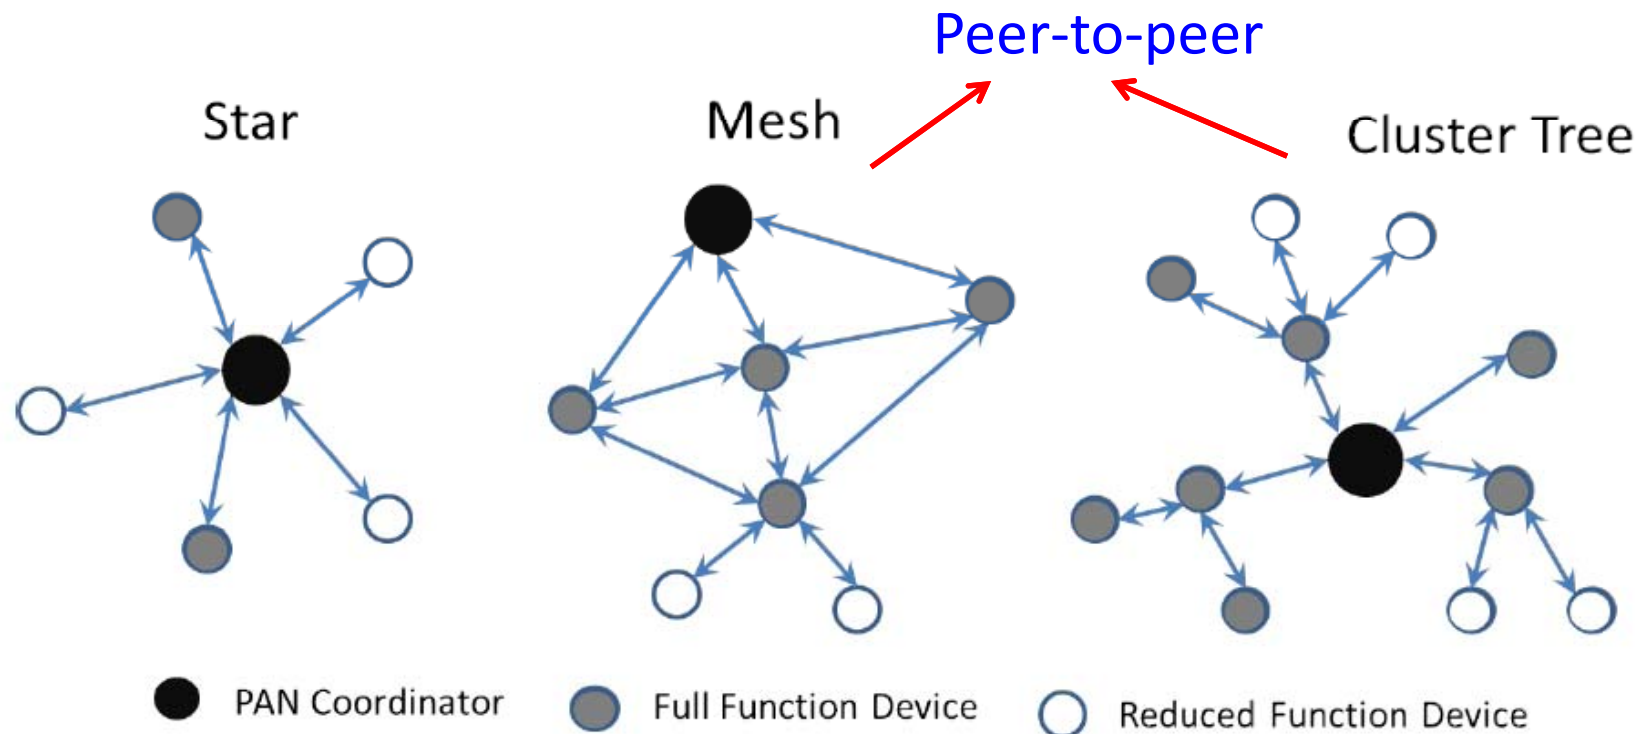 Peer-to-peer
Star
Mesh
Cluster Tree
PAN Coordinator
Full Function Device
Reduced Function Device